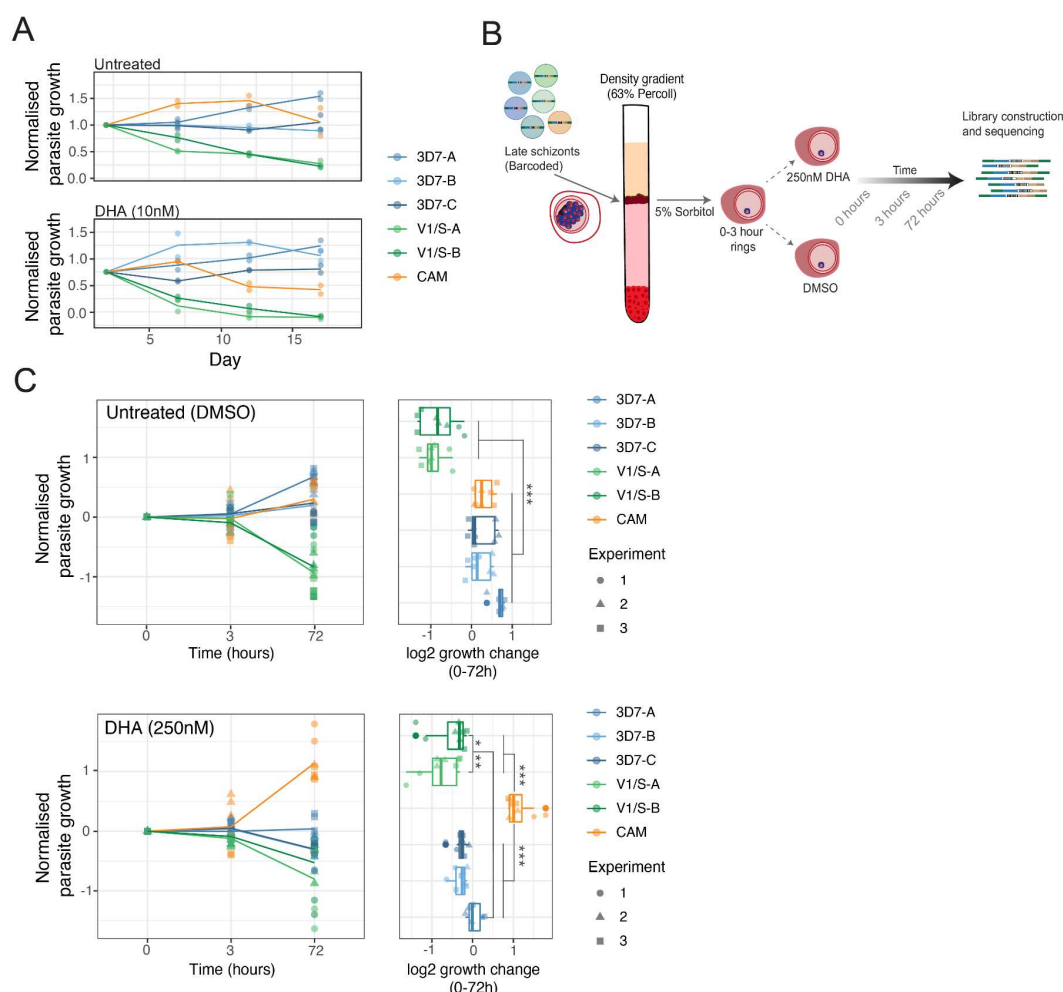 A
Untreated
Normalised
parasite growth
1.5
1.0
0.5
0.0
DHA (10nM)
Normalised
parasite growth
1.5
1.0
0.5
0.0
5
10
15
Day
3D7-A
3D7-B
3D7-C
V1/S-A
V1/S-B
CAM
B
Late schizonts
(Barcoded)
Density gradient
(63% Percoll)
5% Sorbitol
0-3 hour
rings
250nM DHA
DMSO
Time
0 hours
3 hours
72 hours
Library construction
and sequencing
C
Untreated (DMSO)
Normalised
parasite growth
1
0
-1
0
3
72
Time (hours)
***
-1
0
1
log2 growth change
(0-72h)
3D7-A
3D7-B
3D7-C
V1/S-A
V1/S-B
CAM
Experiment
1
2
3
DHA (250nM)
Normalised
parasite growth
1
0
-1
0
3
72
Time (hours)
*
**
***
***
-1
0
1
log2 growth change
(0-72h)
3D7-A
3D7-B
3D7-C
V1/S-A
V1/S-B
CAM
Experiment
1
2
3